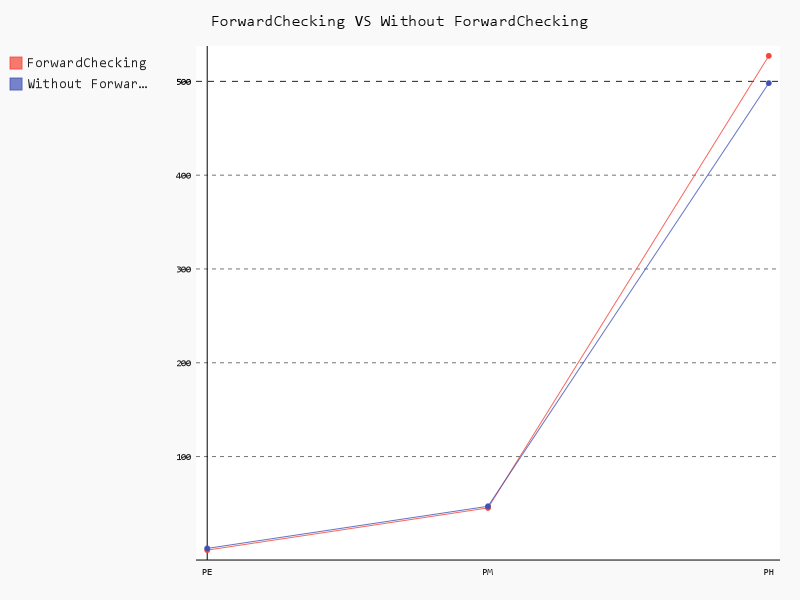 ForwardChecking VS Without ForwardChecking
ForwardChecking
Without Forwar…
500
400
300
200
100
PE
PM
PH